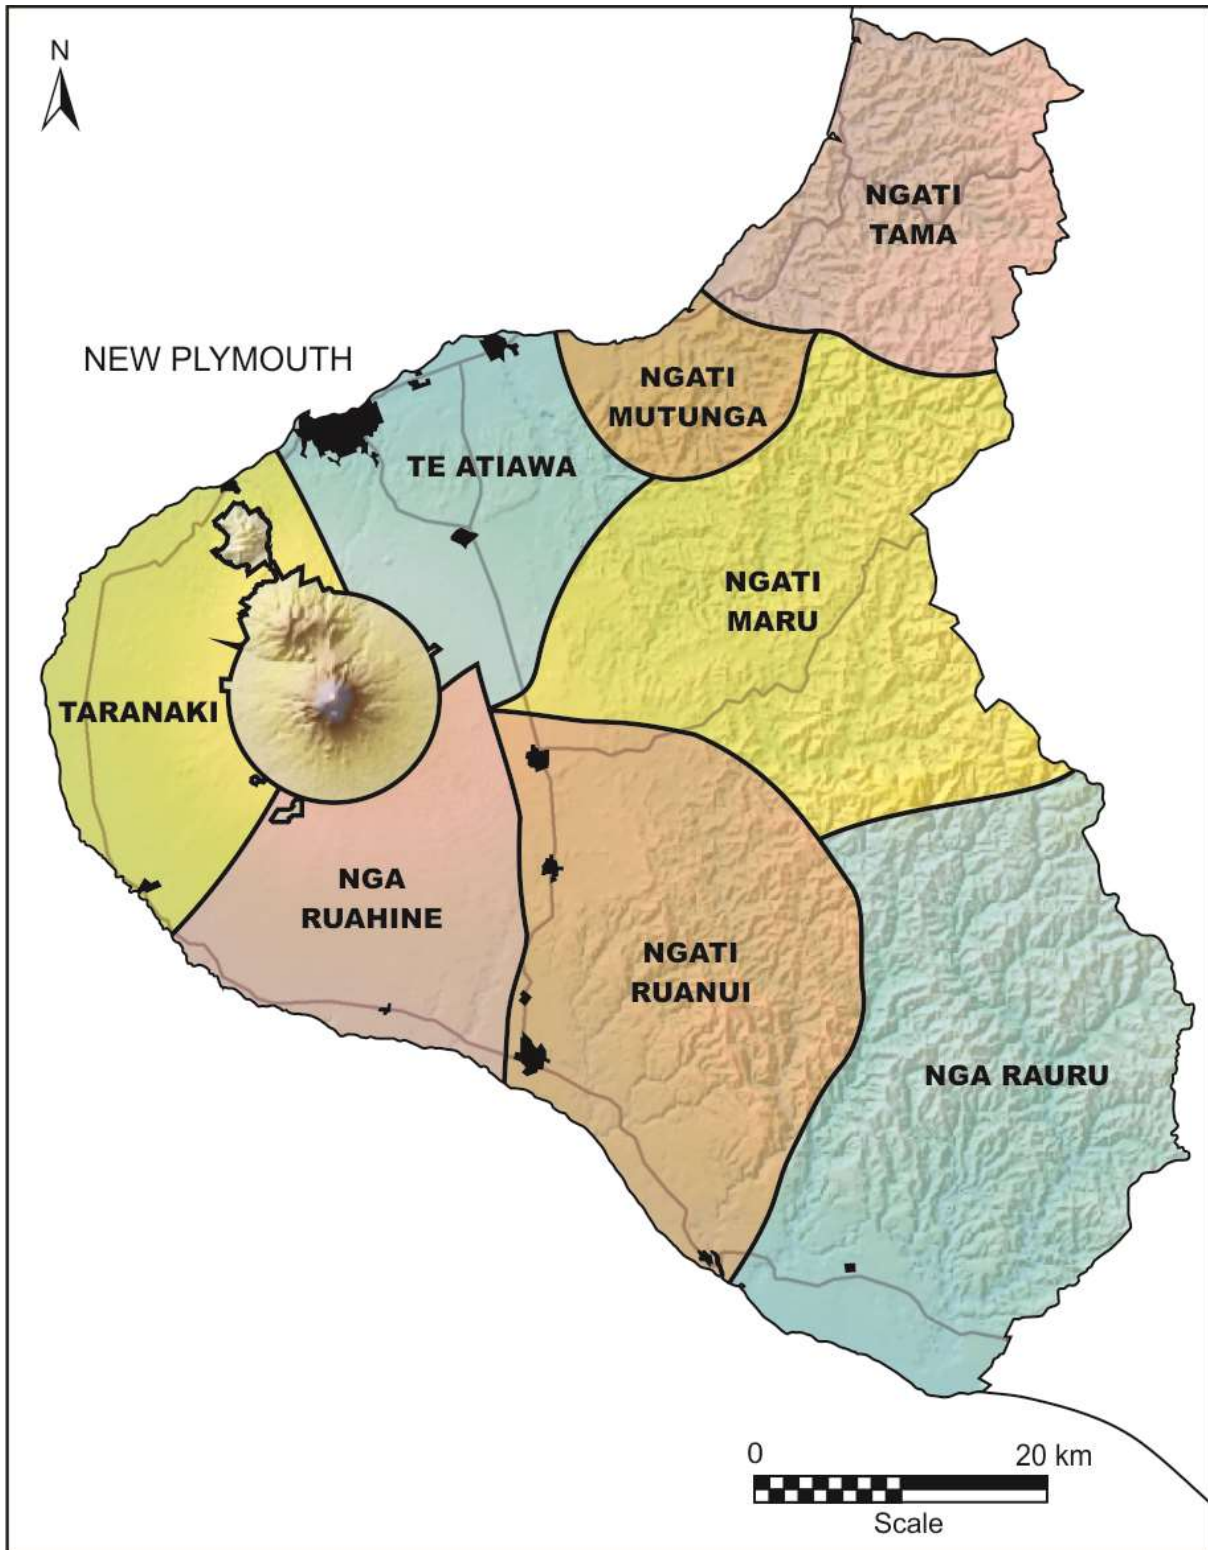 N
NGATI
TAMA
NEW PLYMOUTH
NGATI
MUTUNGA
TE ATIAWA
NGATI
MARU
TARANAKI
NGA
RUAHINE
NGATI
RUANUI
NGA RAURU
0 20 km
Scale